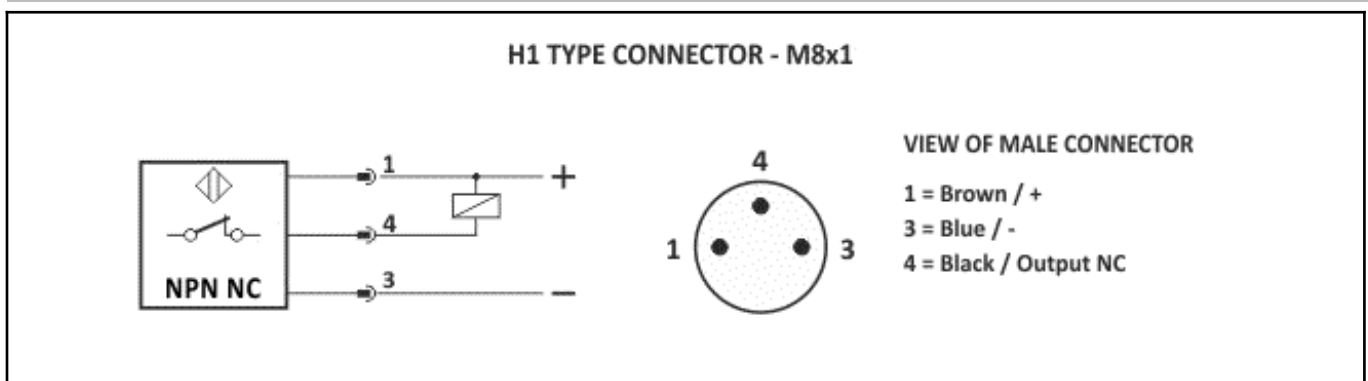 H1 TYPE CONNECTOR - M8x1
1
+
4
3
−
NPN NC
4
1
3
VIEW OF MALE CONNECTOR
1 = Brown / +
3 = Blue / -
4 = Black / Output NC